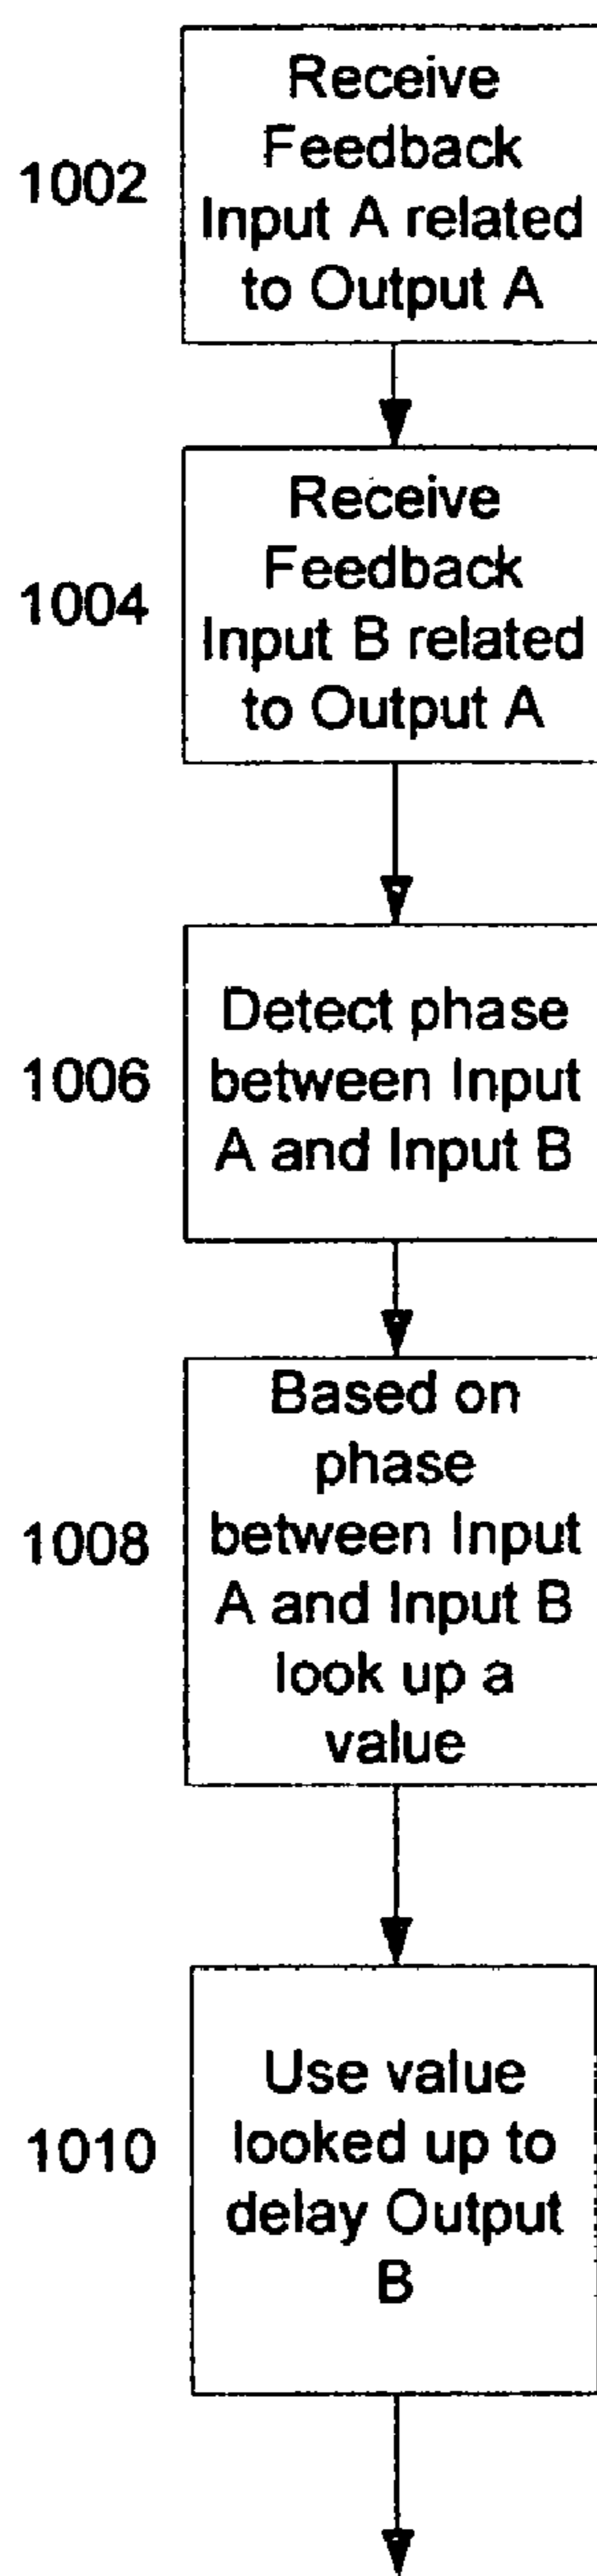 Receive
Feedback
1002
Input A related
to Output A
Receive
Feedback
1004
Input B related
to Output A
Detect phase
1006
between Input
A and Input B
Based on
phase
1008
between Input
A and Input B
look up a
value
Use value
1010
looked up to
delay Output
B